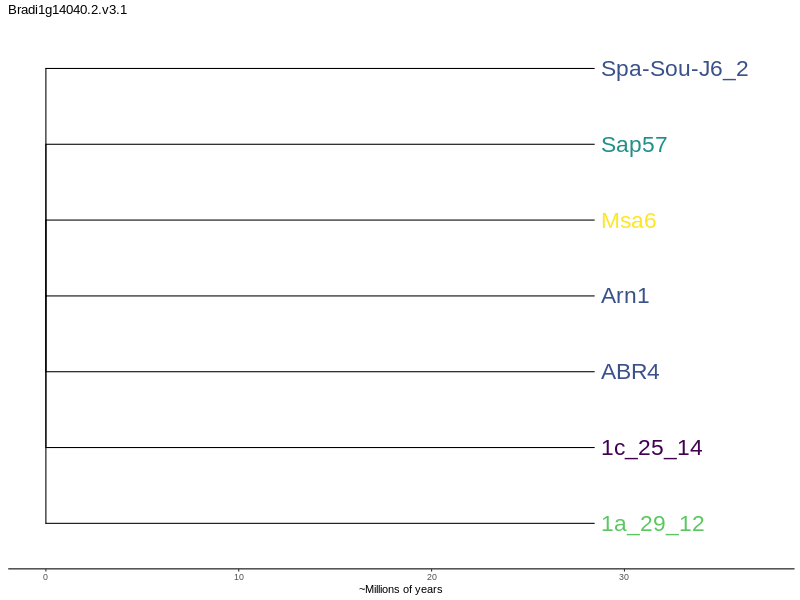 Bradi1g14040.2.v3.1
Spa-Sou-J6_2
Sap57
Msa6
Arn1
ABR4
1c_25_14
1a_29_12
0 10 20 30
~Millions of years